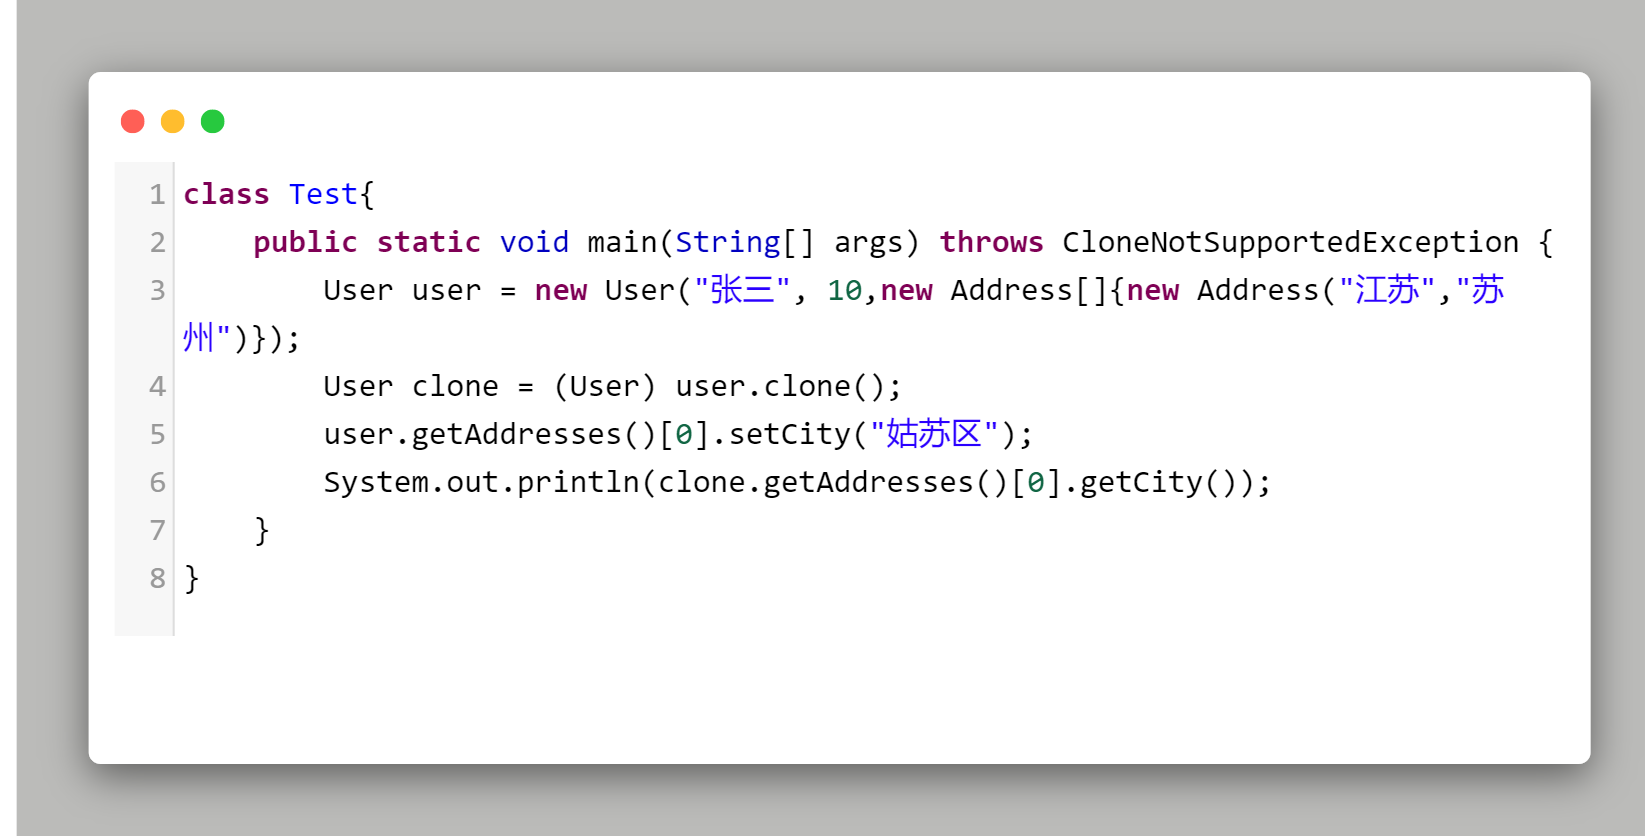 1 class Test{
2     public static void main(String[] args) throws CloneNotSupportedException {
3         User user = new User("张三", 10,new Address[]{new Address("江苏","苏
州")});
4         User clone = (User) user.clone();
5         user.getAddresses()[0].setCity("姑苏区");
6         System.out.println(clone.getAddresses()[0].getCity());
7     }
8 }